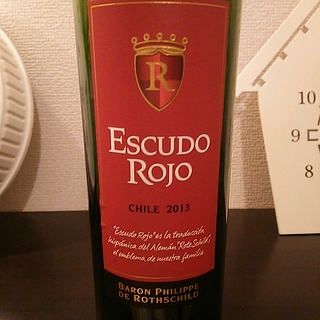 R
ESCUDO
ROJO
CHILE 2013
"Escudo Rojo" es la traducción
hispánica del Alemán "Rote Schild",
el emblema de nuestra familia.
BARON PHILIPPE
DE ROTHSCHILD
10
9
8